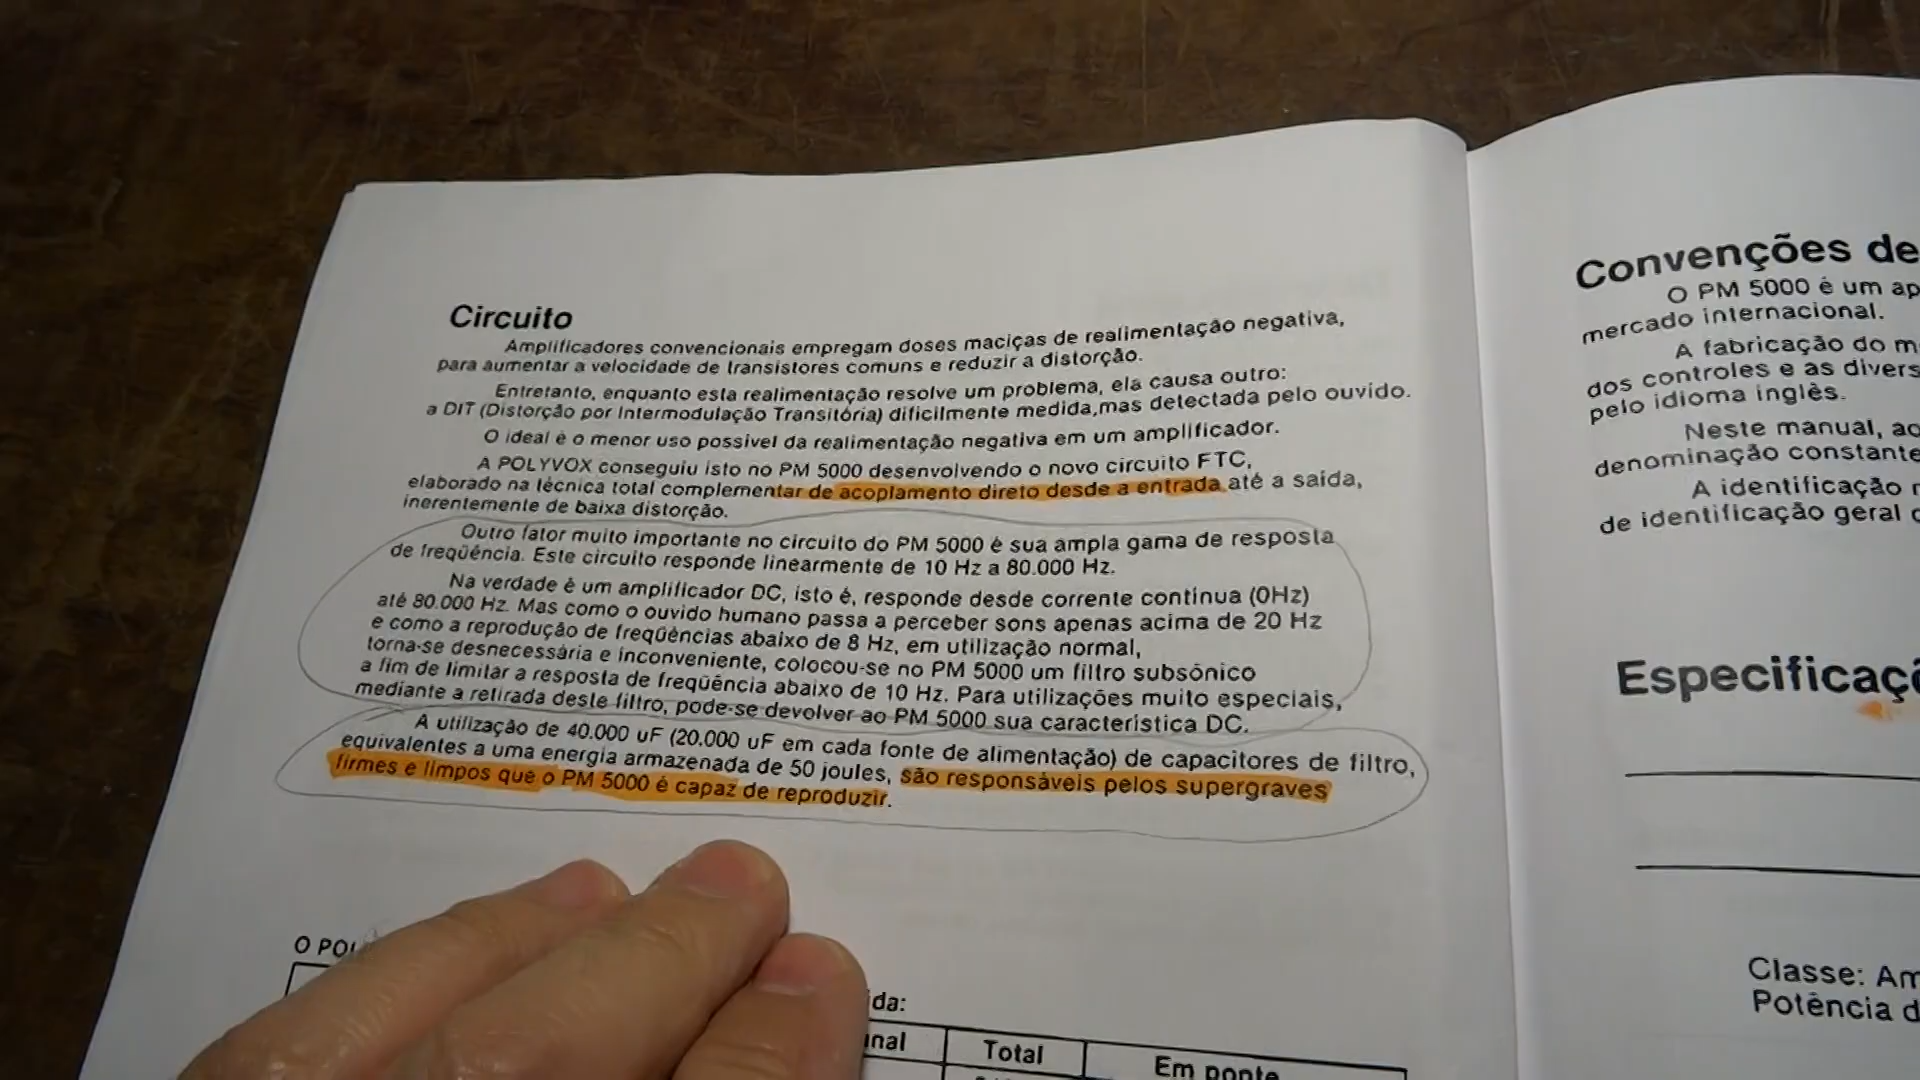 Circuito
Amplificadores convencionais empregam doses maciças de realimentação negativa,
para aumentar a velocidade de transistores comuns e reduzir a distorção.
Entretanto, enquanto esta realimentação resolve um problema, ela causa outro:
a DIT (Distorção por Intermodulação Transitória) dificilmente medida,mas detectada pelo ouvido.
O ideal é o menor uso possivel da realimentação negativa em um amplificador.
A POLYVOX conseguiu isto no PM 5000 desenvolvendo o novo circuito FTC,
elaborado na técnica total complementar de acoplamento direto desde a entrada até a saida,
inerentemente de baixa distorção.
Outro fator muito importante no circuito do PM 5000 é sua ampla gama de resposta
de freqüência. Este circuito responde linearmente de 10 Hz a 80.000 Hz.
Na verdade é um amplificador DC, isto é, responde desde corrente contínua (0Hz)
até 80.000 Hz. Mas como o ouvido humano passa a perceber sons apenas acima de 20 Hz
e como a reprodução de freqüências abaixo de 8 Hz, em utilização normal,
torna-se desnecessária e inconveniente, colocou-se no PM 5000 um filtro subsônico
a fim de limitar a resposta de freqüência abaixo de 10 Hz. Para utilizações muito especiais,
mediante a retirada deste filtro, pode-se devolver ao PM 5000 sua característica DC.
A utilização de 40.000 uF (20.000 uF em cada fonte de alimentação) de capacitores de filtro,
equivalentes a uma energia armazenada de 50 joules, são responsáveis pelos supergraves
firmes e limpos que o PM 5000 é capaz de reproduzir.
O
da:
Total
Em ponte
Convenções de
O PM 5000 é um
mercado internacional.
A fabricação do
dos controles e as
pelo idioma inglês.
Neste manual,
denominação
A identificação
de identificação geral
Classe:
Potência